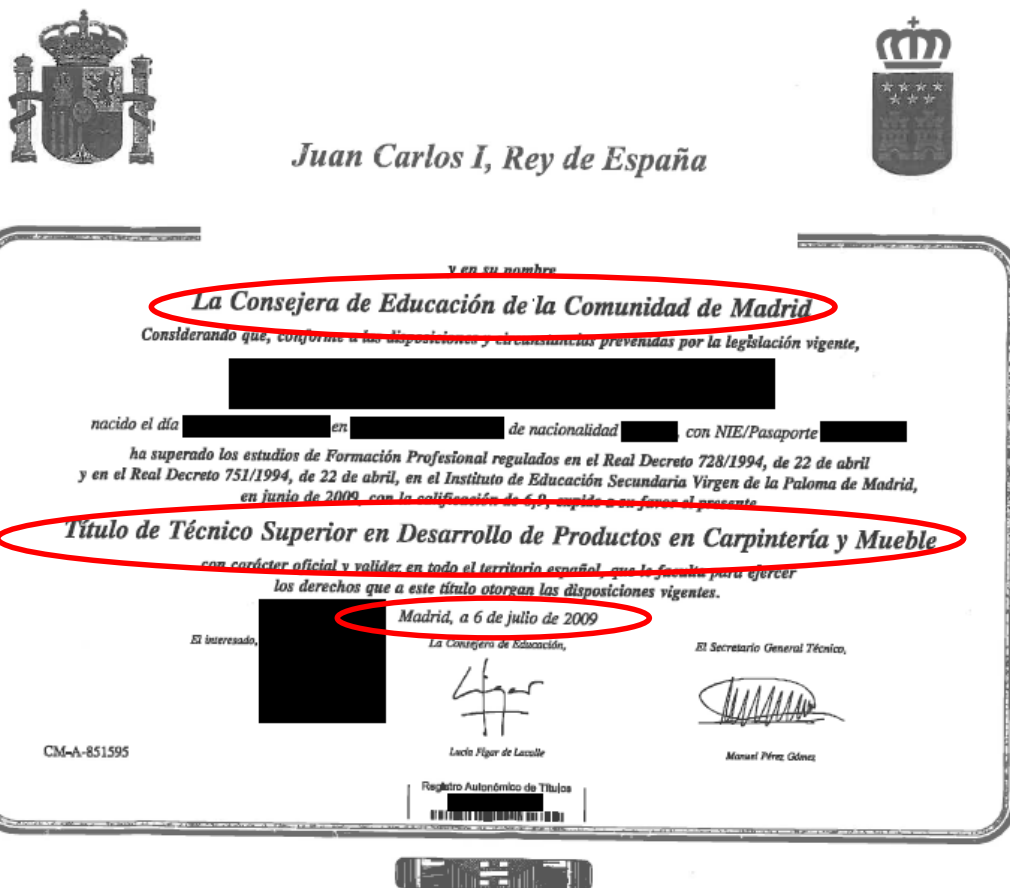 Juan Carlos I, Rey de España
y en su nombre
La Consejera de Educación de la Comunidad de Madrid
Considerando que, conforme a las disposiciones y circunstancias prevenidas por la legislación vigente,
nacido el día en de nacionalidad , con NIE/Pasaporte
ha superado los estudios de Formación Profesional regulados en el Real Decreto 728/1994, de 22 de abril
y en el Real Decreto 751/1994, de 22 de abril, en el Instituto de Educación Secundaria Virgen de la Paloma de Madrid,
en junio de 2009, con la calificación de 6,9, expide a su favor el presente
Título de Técnico Superior en Desarrollo de Productos en Carpintería y Mueble
con carácter oficial y validez en todo el territorio español, que le faculta para ejercer
los derechos que a este título otorgan las disposiciones vigentes.
Madrid, a 6 de julio de 2009
El interesado, La Consejera de Educación, El Secretario General Técnico,
Figar
CM-A-851595 Lucía Figar de Lacalle Manuel Pérez Gómez
Registro Autonómico de Títulos